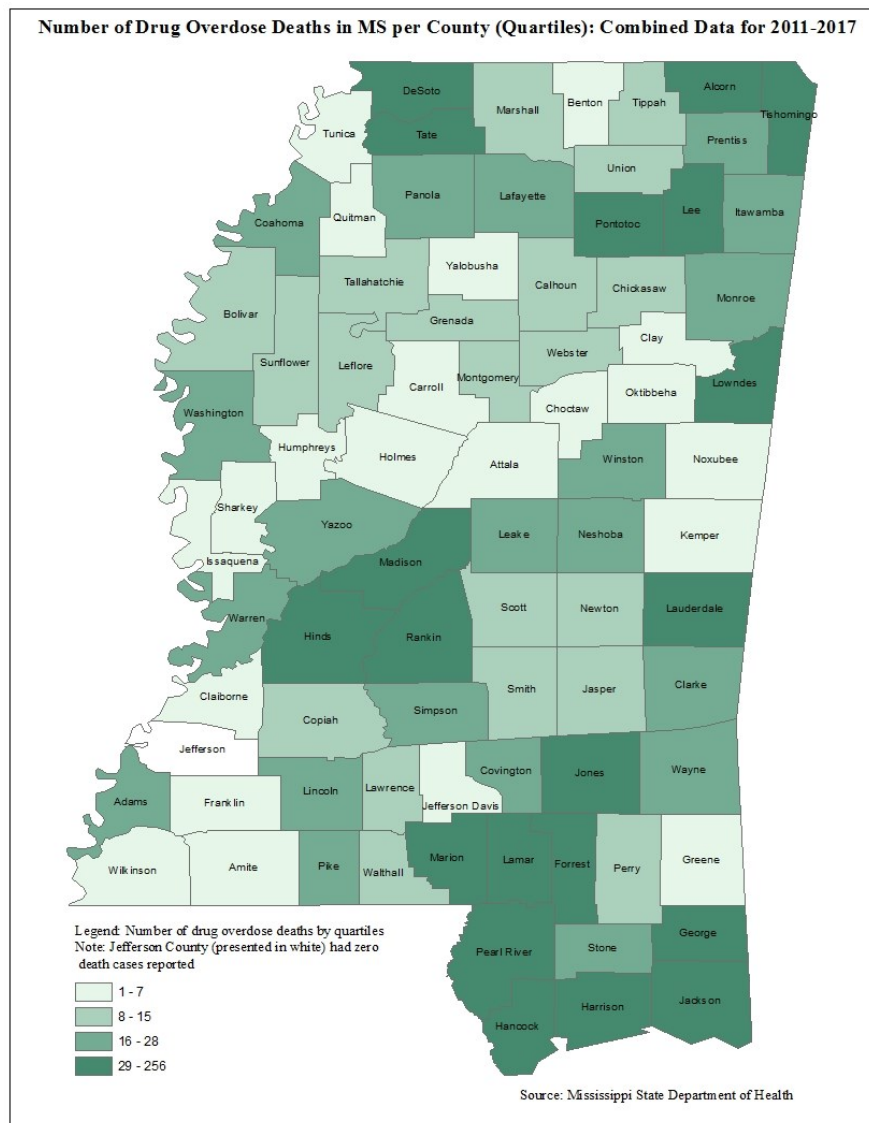 Number of Drug Overdose Deaths in MS per County (Quartiles): Combined Data for 2011-2017
DeSoto
Marshall
Benton
Tippah
Alcorn
Tishomingo
Tunica
Tate
Prentiss
Union
Panola
Lafayette
Coahoma
Quitman
Pontotoc
Lee
Itawamba
Yalobusha
Tallahatchie
Calhoun
Chickasaw
Monroe
Bolivar
Grenada
Clay
Sunflower
Leflore
Webster
Carroll
Montgomery
Lowndes
Oktibbeha
Choctaw
Washington
Humphreys
Holmes
Attala
Winston
Noxubee
Sharkey
Yazoo
Leake
Neshoba
Kemper
Issaquena
Madison
Scott
Newton
Lauderdale
Warren
Hinds
Rankin
Claiborne
Smith
Jasper
Clarke
Simpson
Copiah
Jefferson
Covington
Jones
Wayne
Adams
Franklin
Lincoln
Lawrence
Jefferson Davis
Wilkinson
Amite
Pike
Walthall
Marion
Lamar
Forrest
Perry
Greene
Legend: Number of drug overdose deaths by quartiles
Note: Jefferson County (presented in white) had zero
death cases reported
Pearl River
Stone
George
1 - 7
8 - 15
16 - 28
29 - 256
Hancock
Harrison
Jackson
Source: Mississippi State Department of Health